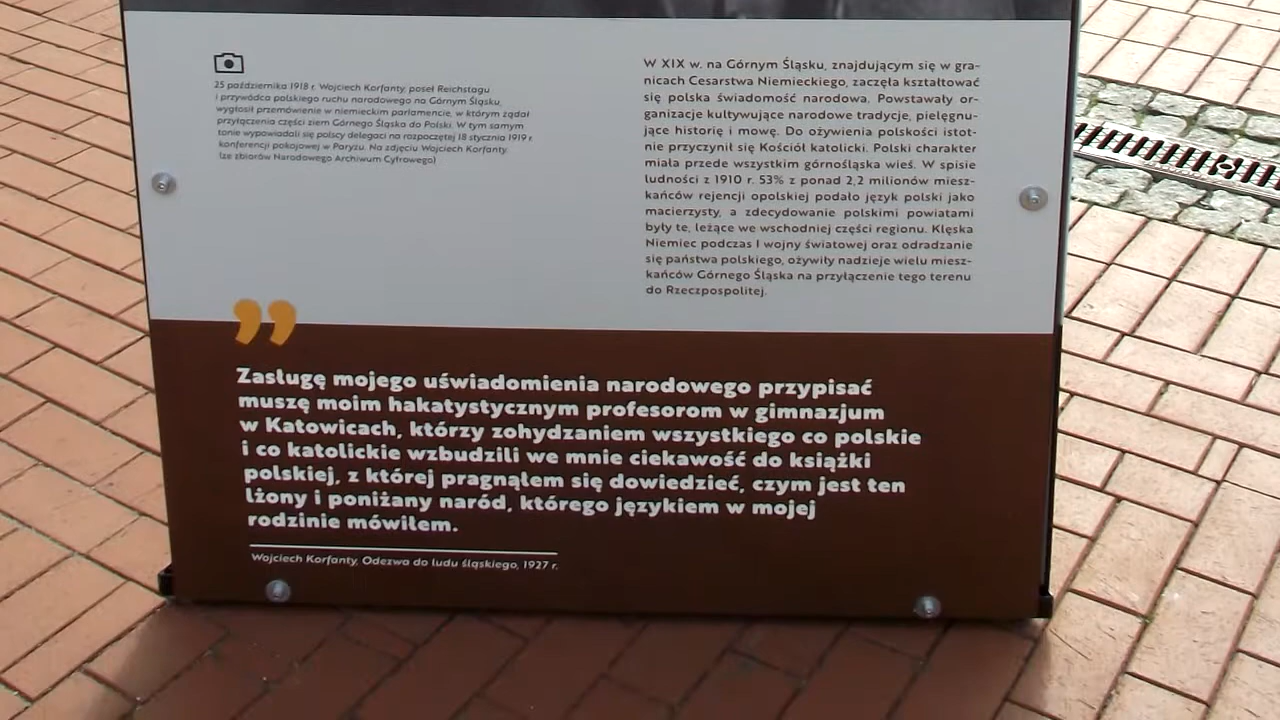 25 października 1918 r. Wojciech Korfanty, poseł Reichstagu
i przywódca polskiego ruchu narodowego na Górnym Śląsku,
wygłosił przemówienie w niemieckim parlamencie, w którym żądał
przyłączenia części ziem Górnego Śląska do Polski. W tym samym
tonie wypowiadali się polscy delegaci na rozpoczętej 18 stycznia 1919 r.
konferencji pokojowej w Paryżu. Na zdjęciu Wojciech Korfanty.
(ze zbiorów Narodowego Archiwum Cyfrowego)
W XIX w. na Górnym Śląsku, znajdującym się w gra-
nicach Cesarstwa Niemieckiego, zaczęła kształtować
się polska świadomość narodowa. Powstawały or-
ganizacje kultywujące narodowe tradycje, pielęgnu-
jące historię i mowę. Do ożywienia polskości istot-
nie przyczynił się Kościół katolicki. Polski charakter
miała przede wszystkim górnośląska wieś. W spisie
ludności z 1910 r. 53% z ponad 2,2 milionów miesz-
kańców rejencji opolskiej podało język polski jako
macierzysty, a zdecydowanie polskimi powiatami
były te, leżące we wschodniej części regionu. Klęska
Niemiec podczas I wojny światowej oraz odradzanie
się państwa polskiego, ożywiły nadzieje wielu miesz-
kańców Górnego Śląska na przyłączenie tego terenu
do Rzeczpospolitej.
”
Zasługę mojego uświadomienia narodowego przypisać
muszę moim hakatystycznym profesorom w gimnazjum
w Katowicach, którzy zohydzaniem wszystkiego co polskie
i co katolickie wzbudzili we mnie ciekawość do książki
polskiej, z której pragnąłem się dowiedzieć, czym jest ten
lżony i poniżany naród, którego językiem w mojej
rodzinie mówiłem.
Wojciech Korfanty, Odezwa do ludu śląskiego, 1927 r.